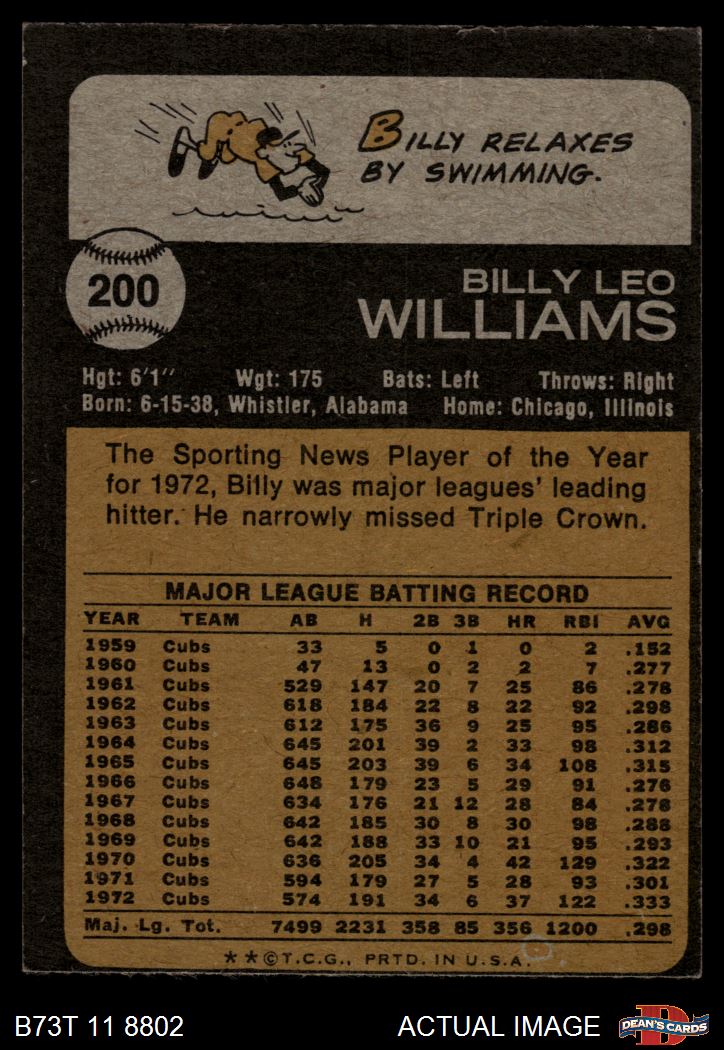 BILLY RELAXES
BY SWIMMING.
200
BILLY LEO
WILLIAMS
Hgt: 6'1" Wgt: 175 Bats: Left Throws: Right
Born: 6-15-38, Whistler, Alabama Home: Chicago, Illinois
The Sporting News Player of the Year
for 1972, Billy was major leagues' leading
hitter. He narrowly missed Triple Crown.
MAJOR LEAGUE BATTING RECORD
YEAR TEAM AB H 2B 3B HR RBI AVG
1959 Cubs 33 5 0 1 0 2 .152
1960 Cubs 47 13 0 2 2 7 .277
1961 Cubs 529 147 20 7 25 86 .278
1962 Cubs 618 184 22 8 22 92 .298
1963 Cubs 612 175 36 9 25 95 .286
1964 Cubs 645 201 39 2 33 98 .312
1965 Cubs 645 203 39 6 34 108 .315
1966 Cubs 648 179 23 5 29 91 .276
1967 Cubs 634 176 21 12 28 84 .278
1968 Cubs 642 185 30 8 30 98 .288
1969 Cubs 642 188 33 10 21 95 .293
1970 Cubs 636 205 34 4 42 129 .322
1971 Cubs 594 179 27 5 28 93 .301
1972 Cubs 574 191 34 6 37 122 .333
Maj. Lg. Tot. 7499 2231 358 85 356 1200 .298
**©T.C.G., PRTD. IN U.S.A.
B73T 11 8802 ACTUAL IMAGE DEAN'S CARDS